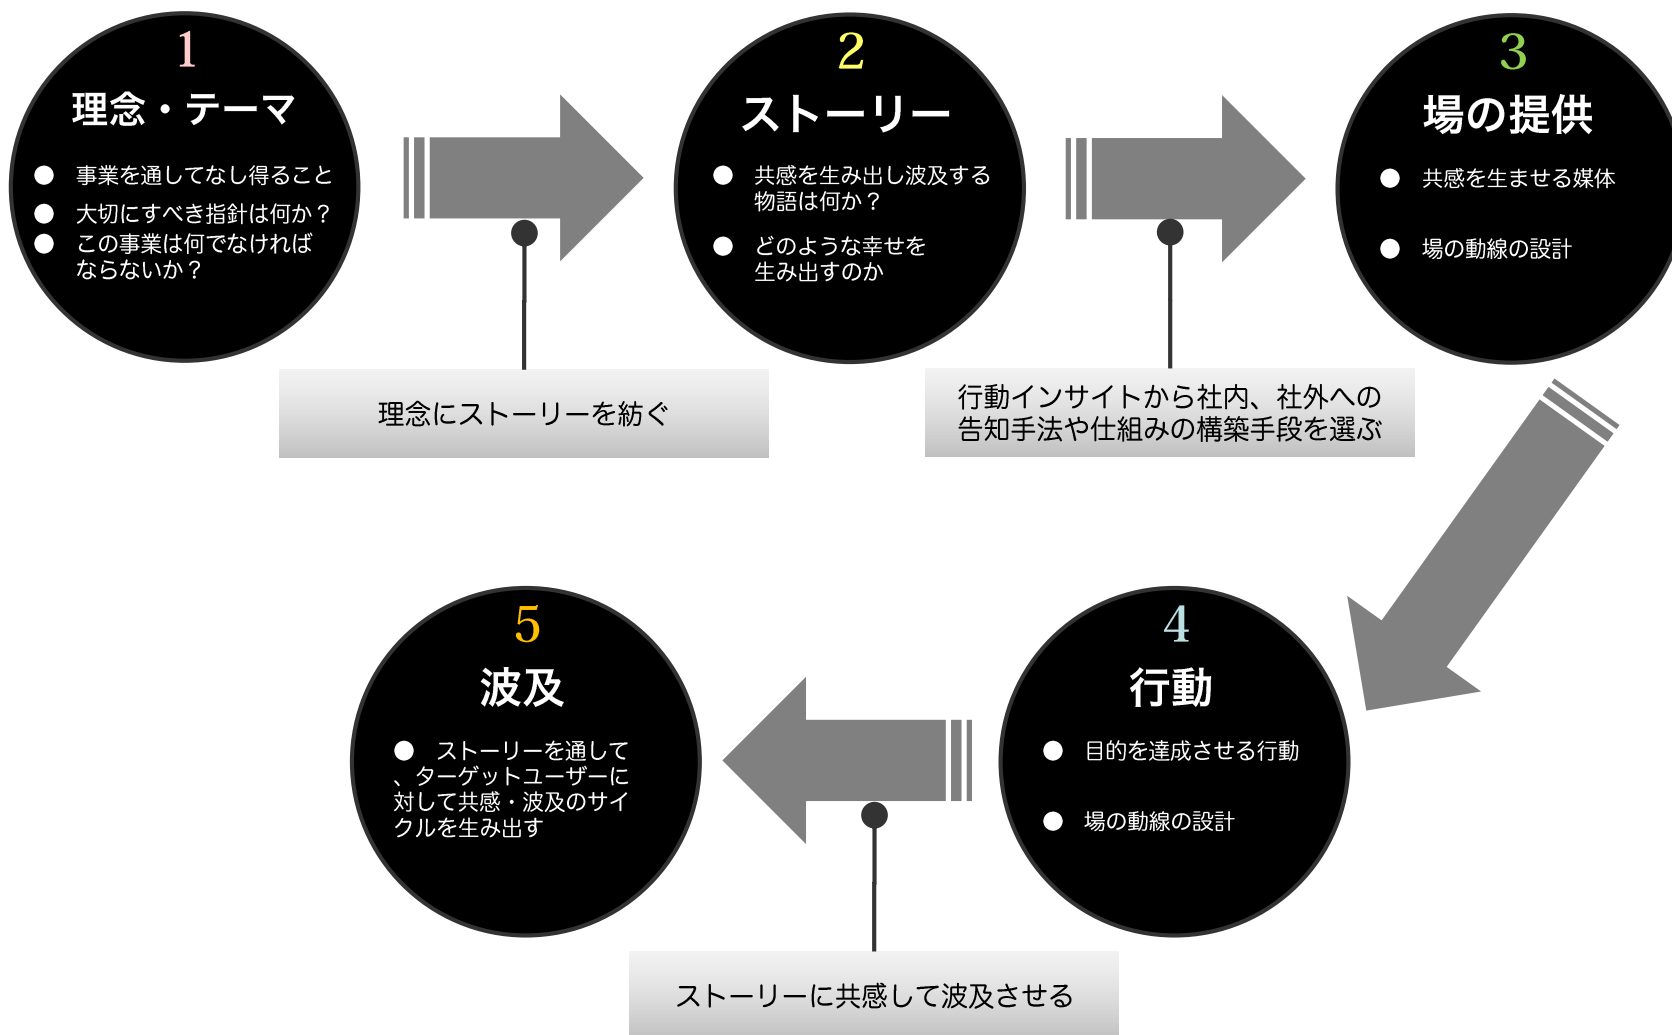 1
理念・テーマ
● 事業を通してなし得ること
● 大切にすべき指針は何か？
● この事業は何でなければ
ならないか？
理念にストーリーを紡ぐ
2
ストーリー
● 共感を生み出し波及する
物語は何か？
● どのような幸せを
生み出すのか
行動インサイトから社内、社外への
告知手法や仕組みの構築手段を選ぶ
3
場の提供
● 共感を生ませる媒体
● 場の動線の設計
4
行動
● 目的を達成させる行動
● 場の動線の設計
ストーリーに共感して波及させる
5
波及
● ストーリーを通して
、ターゲットユーザーに
対して共感・波及のサイ
クルを生み出す